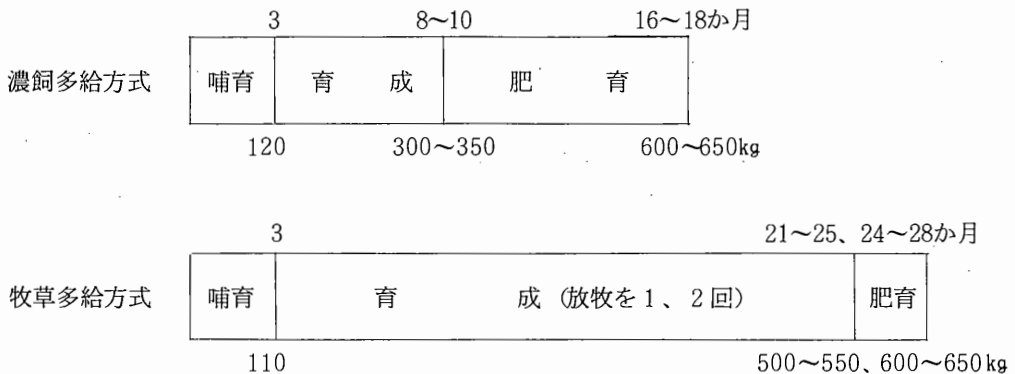 3 8~10 16~18か月
濃飼多給方式 哺育 育成 肥育
120 300~350 600~650kg
3 21~25、24~28か月
牧草多給方式 哺育 育成(放牧を1、2回) 肥育
110 500~550、600~650kg